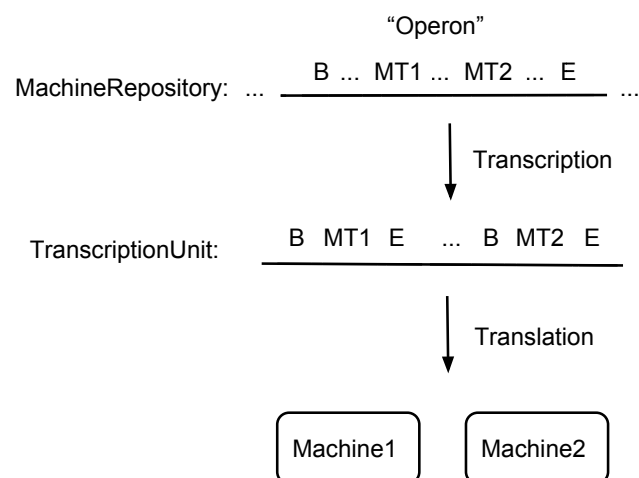 “Operon”
MachineRepository: ... B ... MT1 ... MT2 ... E ...
Transcription
TranscriptionUnit: B MT1 E ... B MT2 E
Translation
Machine1 Machine2